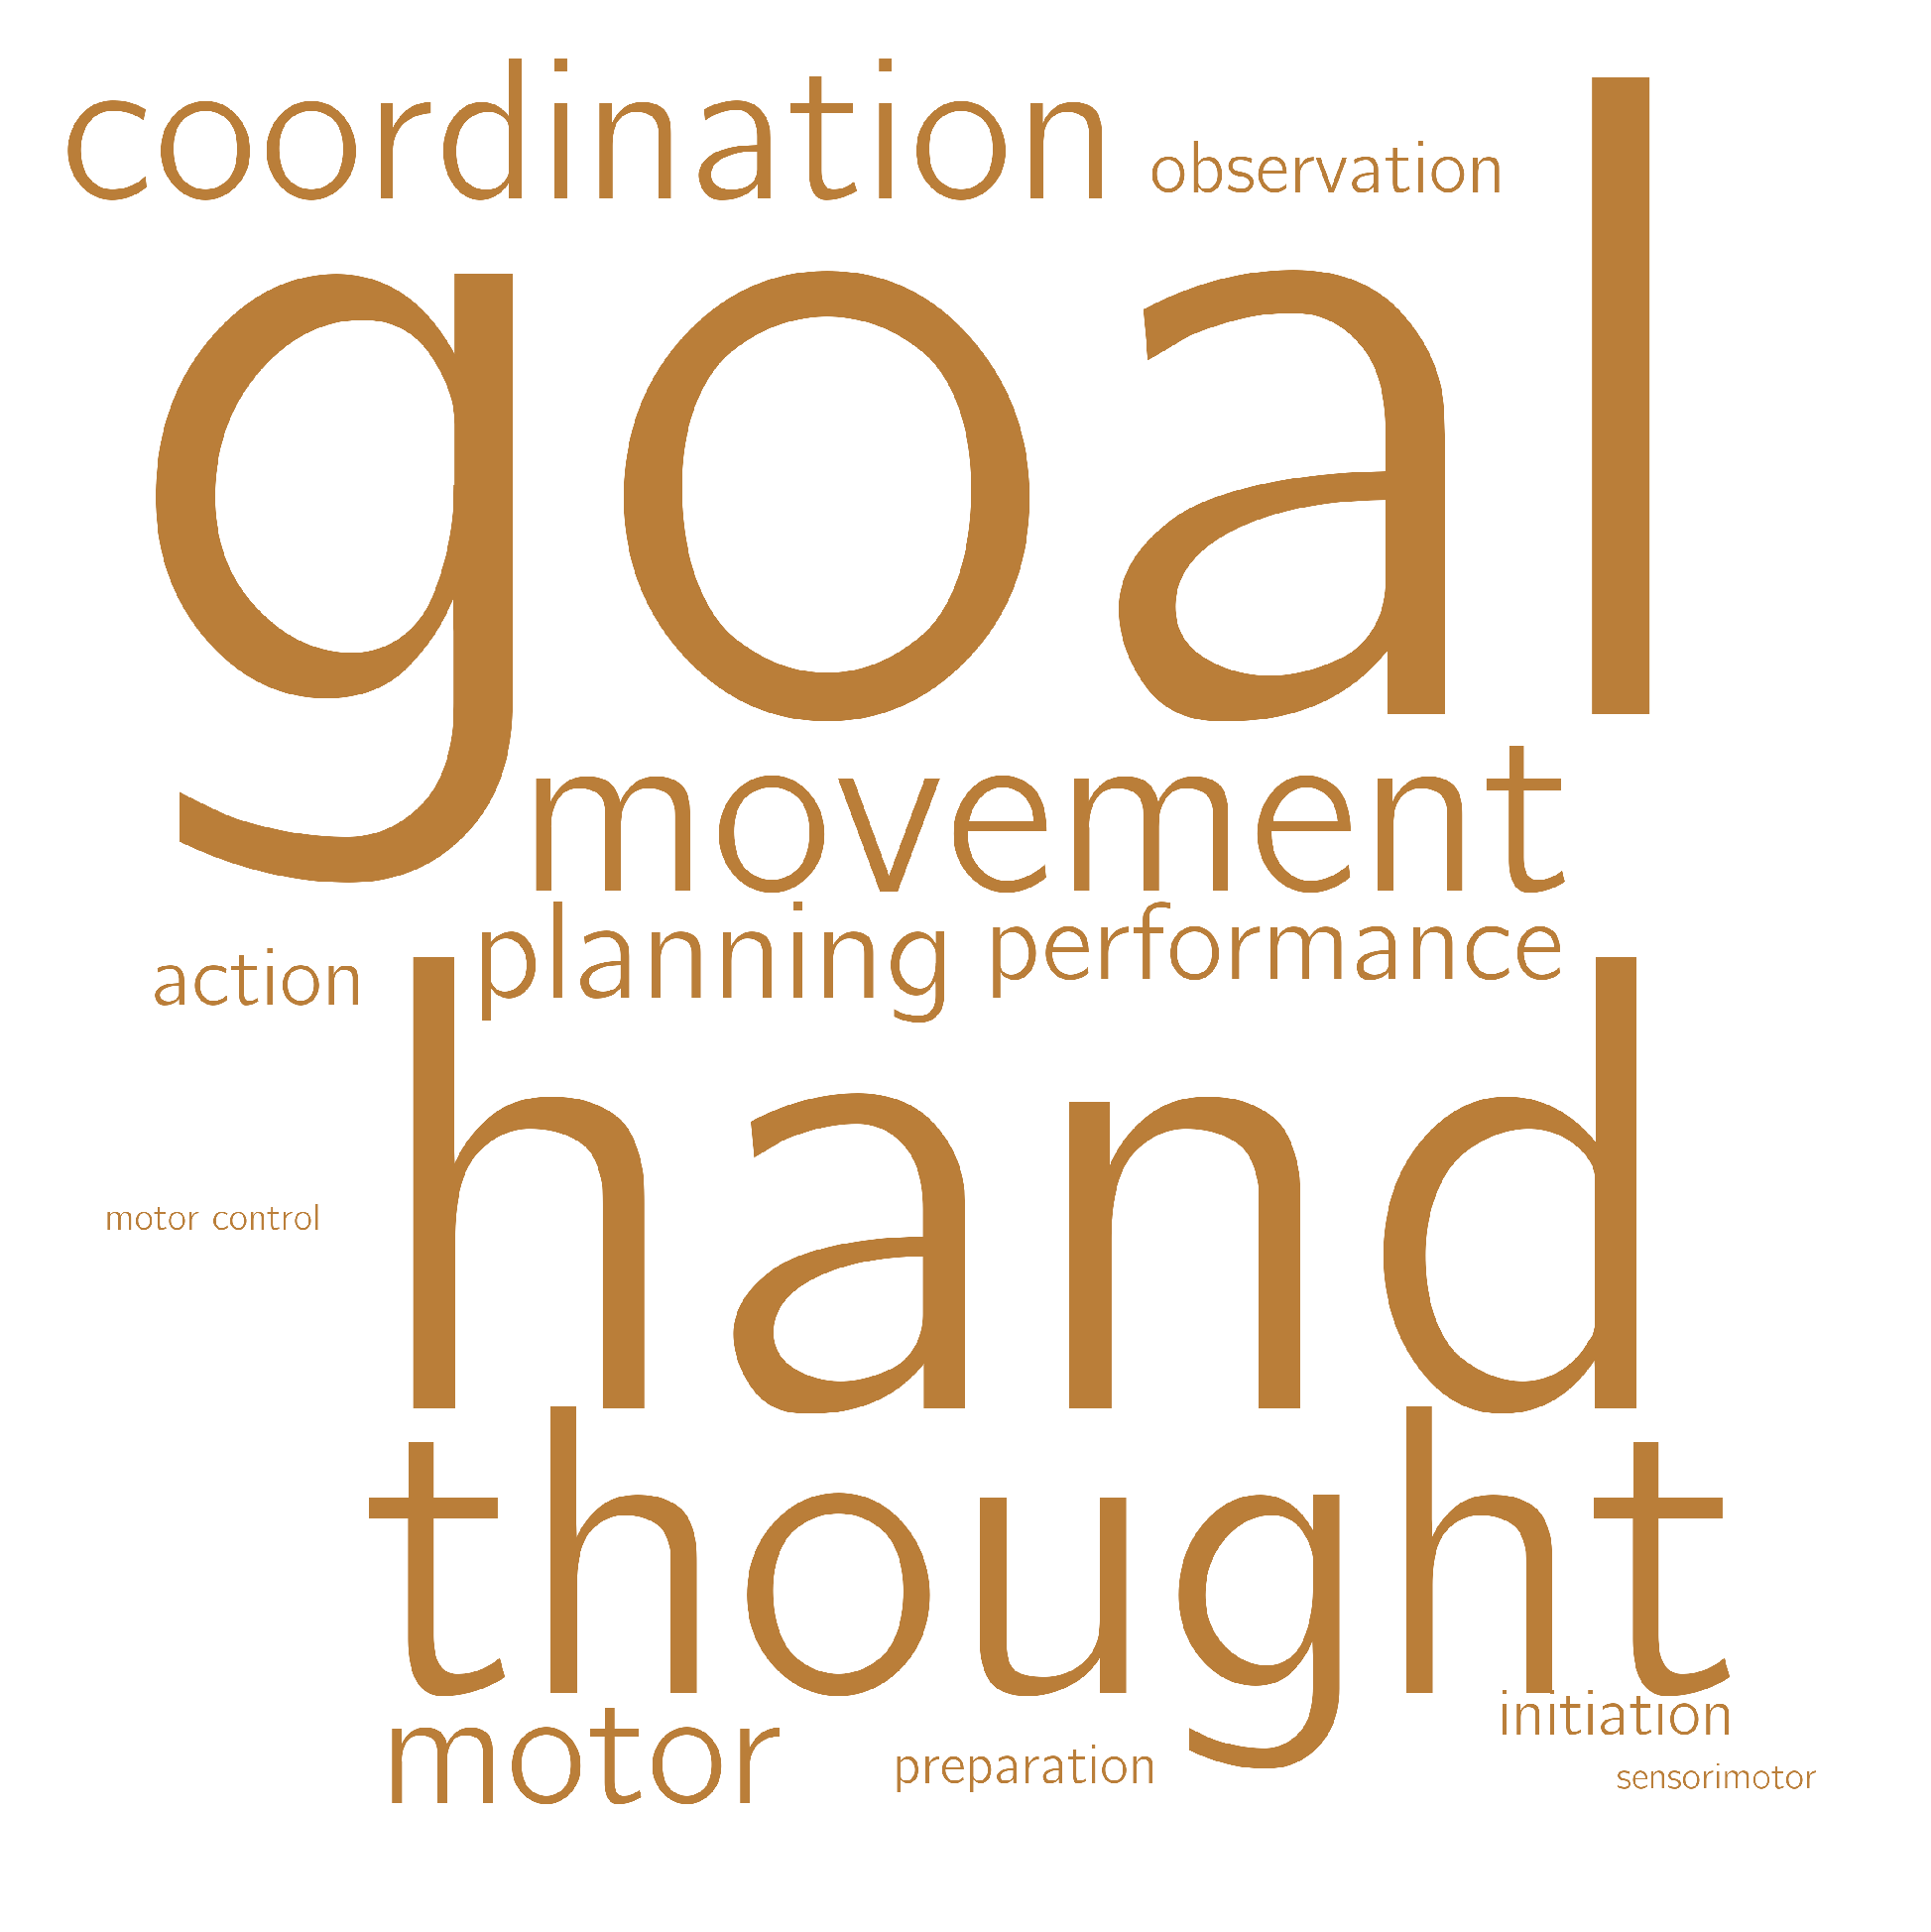 coordination observation
goal
movement
planning performance
action
hand
motor control
thought
initiation
motor preparation sensorimotor